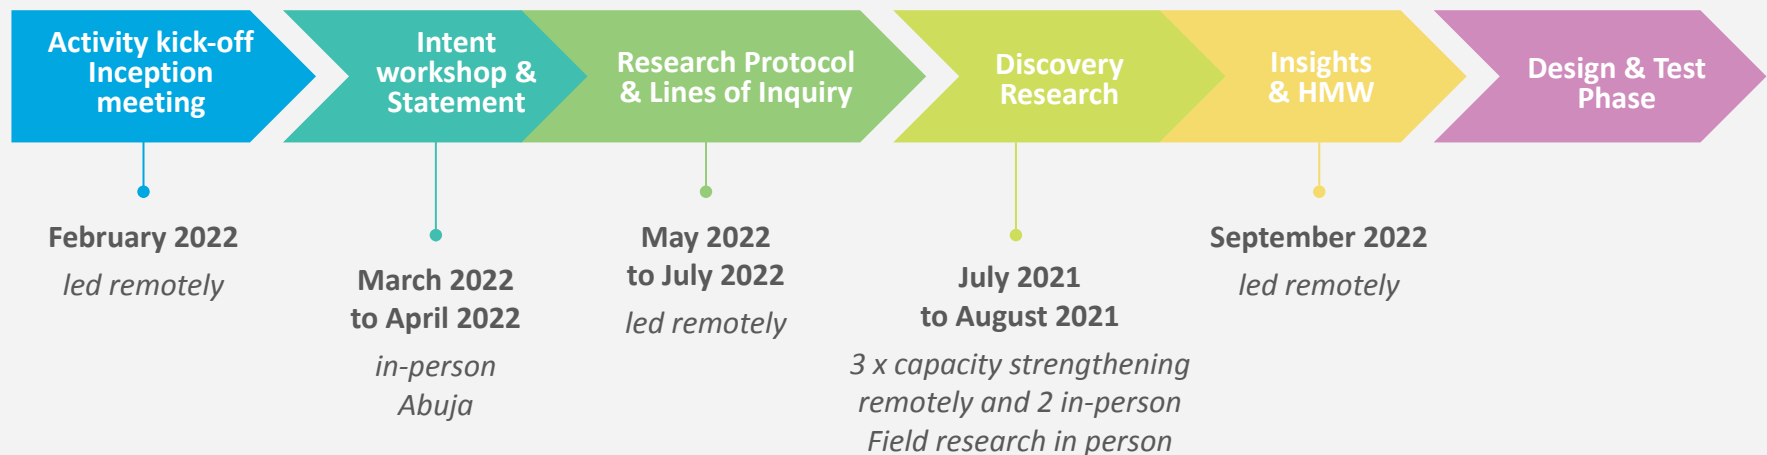 Activity kick-off
Inception
meeting
Intent
workshop &
Statement
Research Protocol
& Lines of Inquiry
Discovery
Research
Insights
& HMW
Design & Test
Phase
February 2022
led remotely
March 2022
to April 2022
in-person
Abuja
May 2022
to July 2022
led remotely
July 2021
to August 2021
3 x capacity strengthening
remotely and 2 in-person
Field research in person
September 2022
led remotely